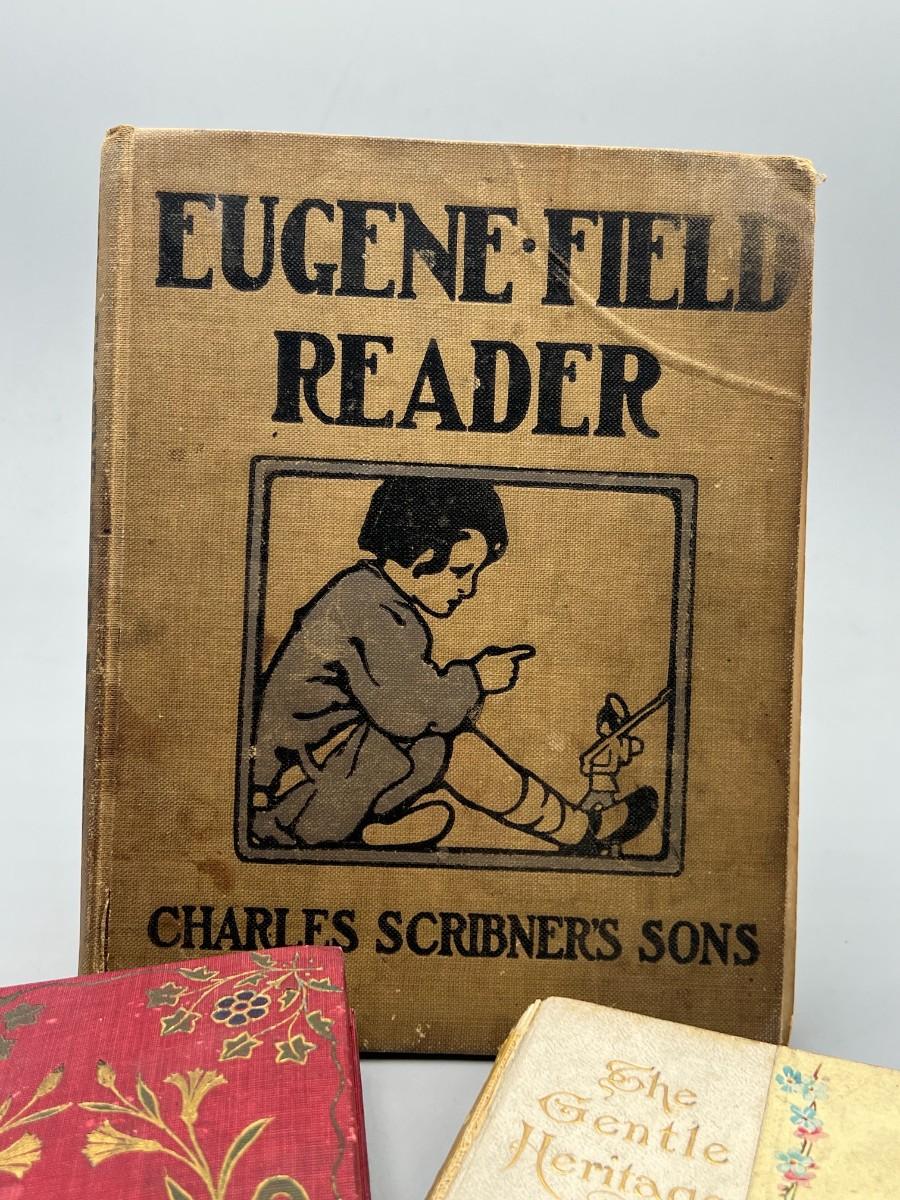 EUGENE·FIELD
READER
CHARLES SCRIBNER'S SONS
The
Gentle
Heritage